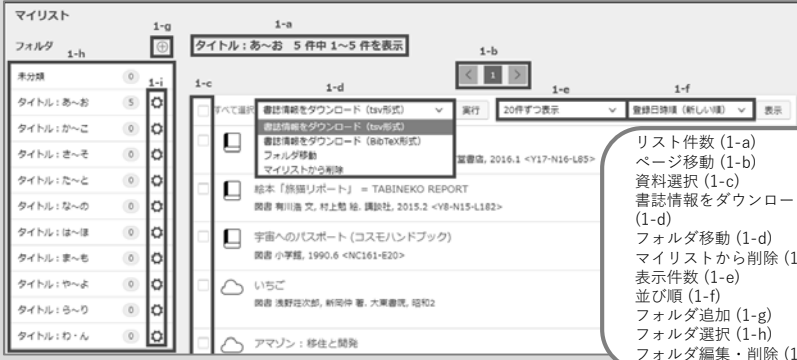 マイリスト
1-g
1-a
フォルダ
1-h
タイトル：あ～お 5 件中 1～5 件を表示
1-b
1
未分類 0
1-i
1-c
1-d
1-e
1-f
タイトル：あ～お 5
すべて選択
書誌情報をダウンロード（tsv形式）
実行
20件ずつ表示
登録日時順（新しい順）
表示
書誌情報をダウンロード（tsv形式）
書誌情報をダウンロード（BibTeX形式）
フォルダ移動
マイリストから削除
タイトル：か～こ 0
タイトル：さ～そ 0
タイトル：た～と 0
タイトル：な～の 0
タイトル：は～ほ 0
タイトル：ま～も 0
タイトル：や～よ 0
タイトル：ら～り 0
タイトル：わ・ん 0
堂書店, 2016.1 <Y17-N16-L85>
絵本「旅猫リポート」 = TABINEKO REPORT
図書 有川浩 文, 村上勉 絵. 講談社, 2015.2 <Y8-N15-L182>
宇宙へのパスポート (コスモハンドブック)
図書 小学館, 1990.6 <NC161-E20>
いちご
図書 浅野荘次郎, 新岡仲 著. 大東書院, 昭和2
アマゾン：移住と開発
リスト件数 (1-a)
ページ移動 (1-b)
資料選択 (1-c)
書誌情報をダウンロー
(1-d)
フォルダ移動 (1-d)
マイリストから削除 (1
表示件数 (1-e)
並び順 (1-f)
フォルダ追加 (1-g)
フォルダ選択 (1-h)
フォルダ編集・削除 (1